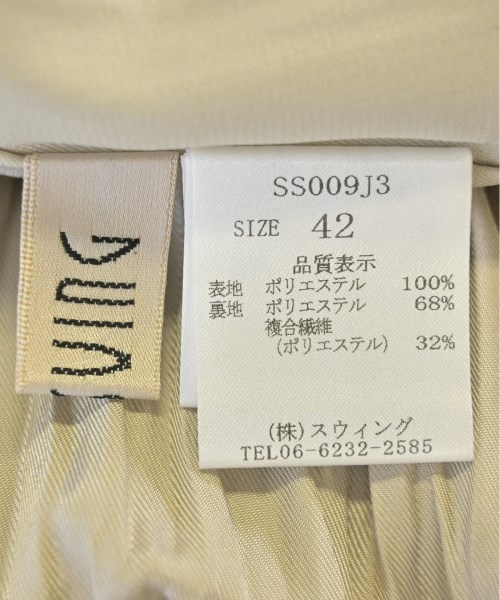 SWING
SS009J3
SIZE 42
品質表示
表地 ポリエステル 100%
裏地 ポリエステル 68%
複合繊維
(ポリエステル) 32%
(株)スウィング
TEL06-6232-2585